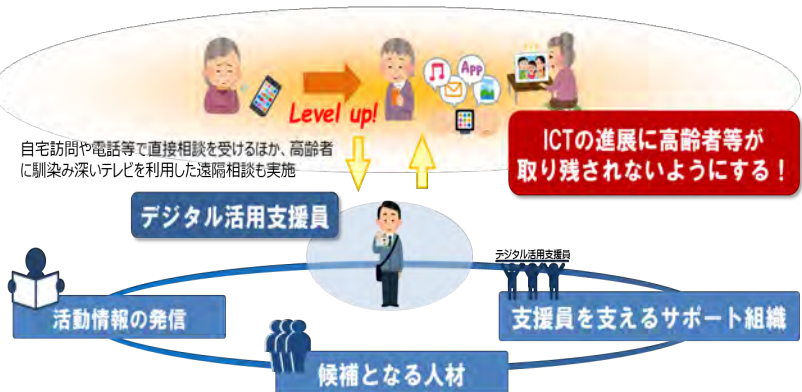 App
Level up!
ICTの進展に高齢者等が
取り残されないようにする！
自宅訪問や電話等で直接相談を受けるほか、高齢者
に馴染み深いテレビを利用した遠隔相談も実施
デジタル活用支援員
デジタル活用支援員
活動情報の発信
支援員を支えるサポート組織
候補となる人材